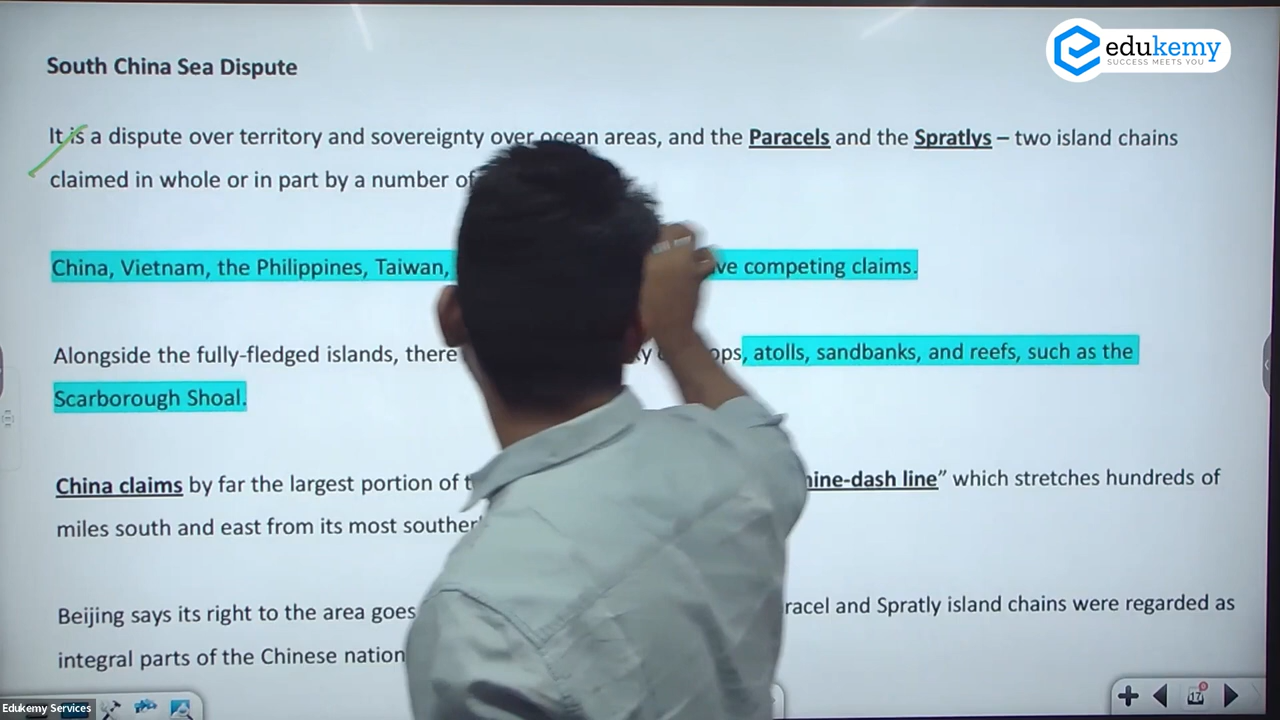 edukemy
SUCCESS MEETS YOU
South China Sea Dispute
It is a dispute over territory and sovereignty over ocean areas, and the Paracels and the Spratlys – two island chains
claimed in whole or in part by a number of
China, Vietnam, the Philippines, Taiwan, competing claims.
Alongside the fully-fledged islands, there , atolls, sandbanks, and reefs, such as the
Scarborough Shoal.
China claims by far the largest portion of nine-dash line” which stretches hundreds of
miles south and east from its most
Beijing says its right to the area goes and Spratly island chains were regarded as
integral parts of the Chinese nation
Edukemy Services
17